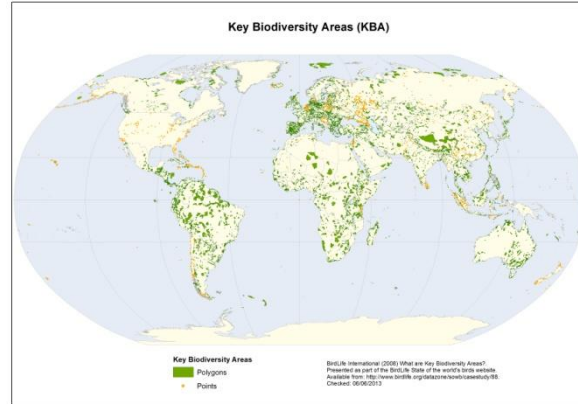 Key Biodiversity Areas (KBA)
Key Biodiversity Areas
Polygons
Points
BirdLife International (2008) What are Key Biodiversity Areas?
Presented as part of the BirdLife State of the world's birds website.
Available from: http://www.birdlife.org/datazone/sowb/casestudy/88.
Checked: 06/06/2013